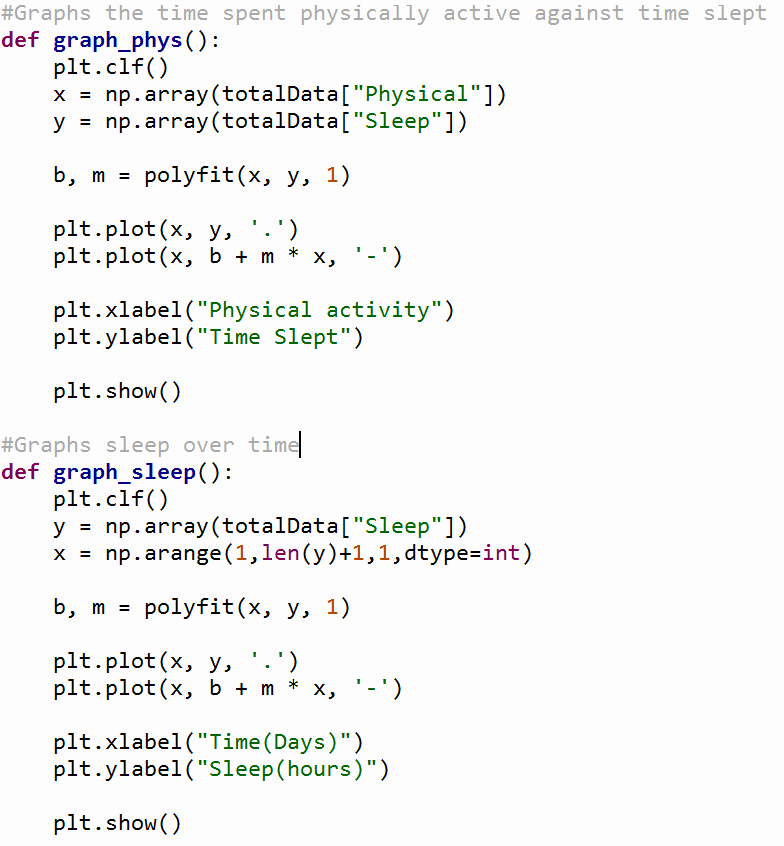 #Graphs the time spent physically active against time slept
def graph_phys():
    plt.clf()
    x = np.array(totalData["Physical"])
    y = np.array(totalData["Sleep"])

    b, m = polyfit(x, y, 1)

    plt.plot(x, y, '.')
    plt.plot(x, b + m * x, '-')

    plt.xlabel("Physical activity")
    plt.ylabel("Time Slept")

    plt.show()

#Graphs sleep over time
def graph_sleep():
    plt.clf()
    y = np.array(totalData["Sleep"])
    x = np.arange(1,len(y)+1,1,dtype=int)

    b, m = polyfit(x, y, 1)

    plt.plot(x, y, '.')
    plt.plot(x, b + m * x, '-')

    plt.xlabel("Time(Days)")
    plt.ylabel("Sleep(hours)")

    plt.show()